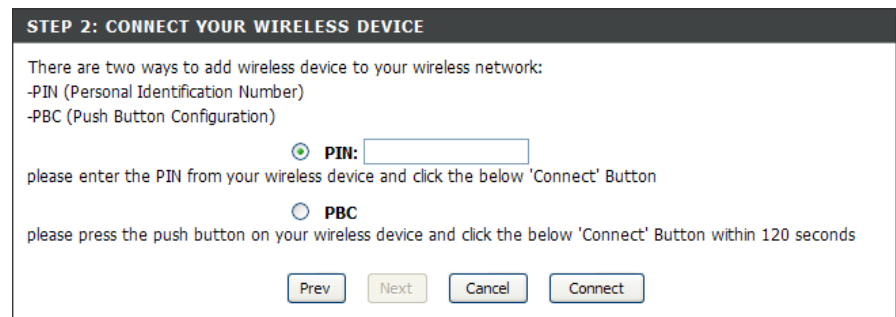 STEP 2: CONNECT YOUR WIRELESS DEVICE
There are two ways to add wireless device to your wireless network:
-PIN (Personal Identification Number)
-PBC (Push Button Configuration)
PIN:
please enter the PIN from your wireless device and click the below 'Connect' Button
PBC
please press the push button on your wireless device and click the below 'Connect' Button within 120 seconds
Prev Next Cancel Connect